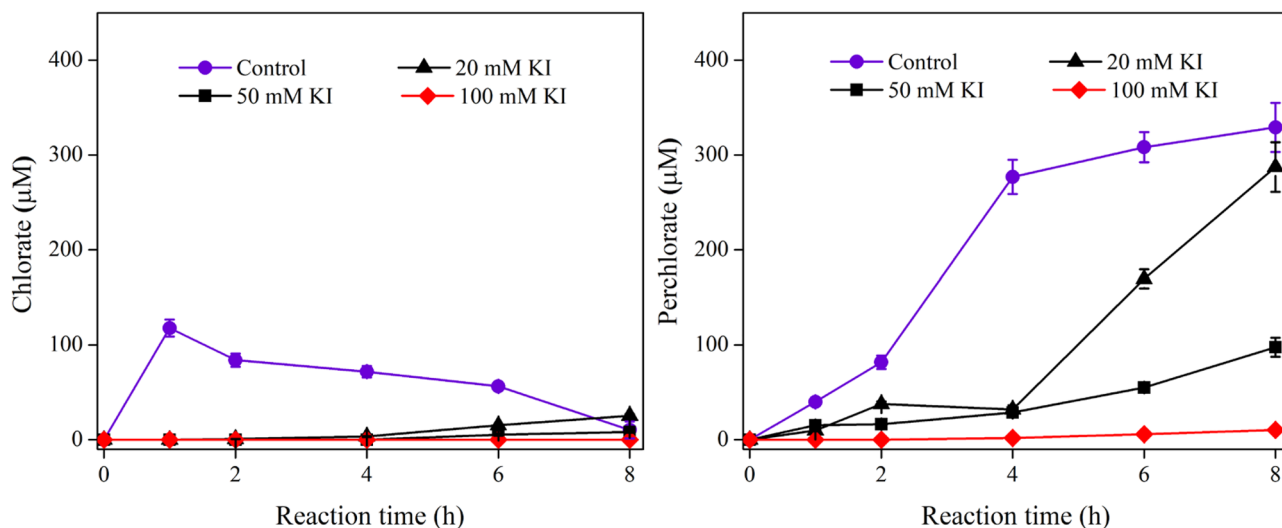 Chlorate (μM)
400
300
200
100
0
Control
20 mM KI
50 mM KI
100 mM KI
0 2 4 6 8
Reaction time (h)
Perchlorate (μM)
400
300
200
100
0
Control
20 mM KI
50 mM KI
100 mM KI
0 2 4 6 8
Reaction time (h)